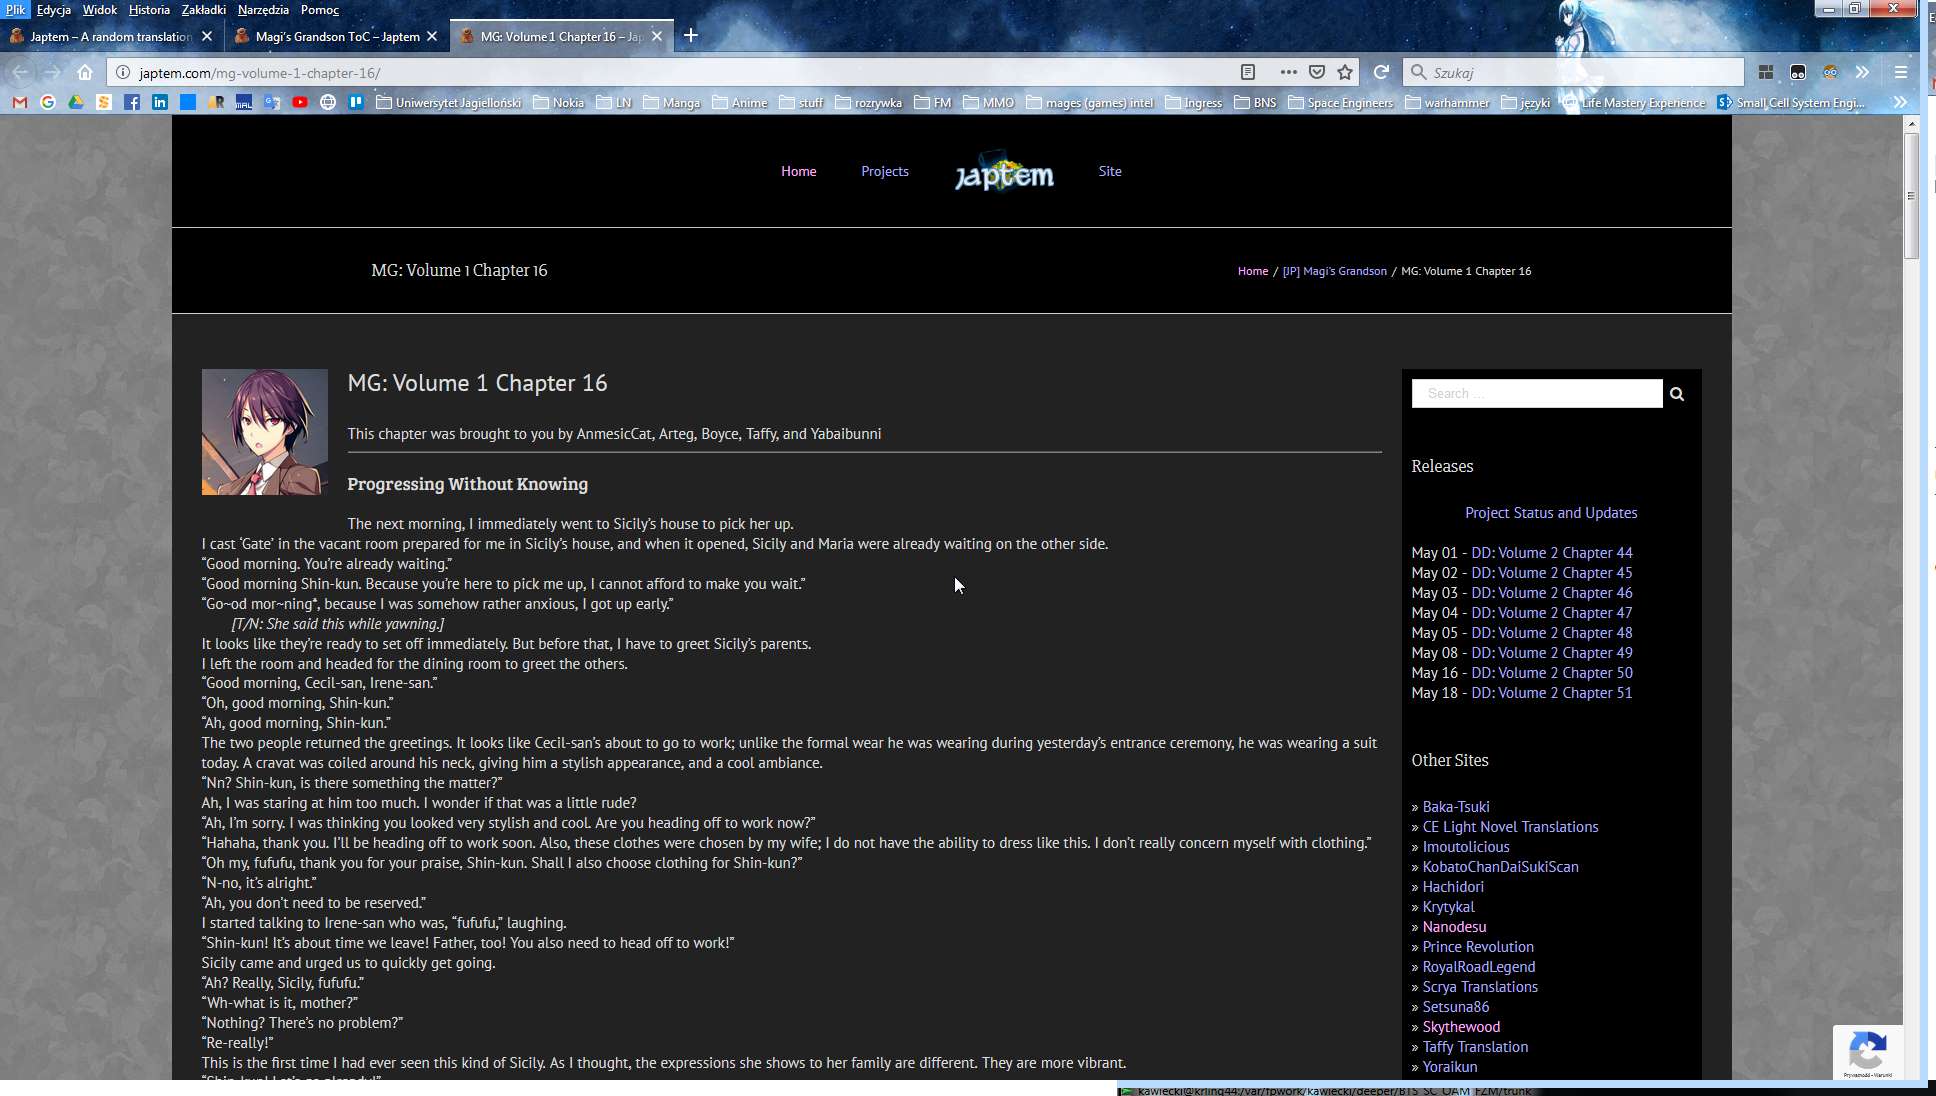 Plik Edycja Widok Historia Zakładki Narzędzia Pomoc
Japtem – A random translation
Magi's Grandson ToC – Japtem
MG: Volume 1 Chapter 16 – Jap
japtem.com/mg-volume-1-chapter-16/
Szukaj
Uniwersytet Jagielloński Nokia LN Manga Anime stuff rozrywka FM MMO mages (games) intel Ingress BNS Space Engineers warhammer języki Life Mastery Experience Small Cell System Engi...
Home Projects japtem Site
MG: Volume 1 Chapter 16
Home / [JP] Magi's Grandson / MG: Volume 1 Chapter 16
MG: Volume 1 Chapter 16
This chapter was brought to you by AnmesicCat, Arteg, Boyce, Taffy, and Yabaibunni
Progressing Without Knowing
The next morning, I immediately went to Sicily's house to pick her up.
I cast ‘Gate’ in the vacant room prepared for me in Sicily's house, and when it opened, Sicily and Maria were already waiting on the other side.
“Good morning. You're already waiting.”
“Good morning Shin-kun. Because you're here to pick me up, I cannot afford to make you wait.”
“Go~od mor~ning*, because I was somehow rather anxious, I got up early.”
[T/N: She said this while yawning.]
It looks like they're ready to set off immediately. But before that, I have to greet Sicily's parents.
I left the room and headed for the dining room to greet the others.
“Good morning, Cecil-san, Irene-san.”
“Oh, good morning, Shin-kun.”
“Ah, good morning, Shin-kun.”
The two people returned the greetings. It looks like Cecil-san's about to go to work; unlike the formal wear he was wearing during yesterday's entrance ceremony, he was wearing a suit
today. A cravat was coiled around his neck, giving him a stylish appearance, and a cool ambiance.
“Nn? Shin-kun, is there something the matter?”
Ah, I was staring at him too much. I wonder if that was a little rude?
“Ah, I'm sorry. I was thinking you looked very stylish and cool. Are you heading off to work now?”
“Hahaha, thank you. I'll be heading off to work soon. Also, these clothes were chosen by my wife; I do not have the ability to dress like this. I don't really concern myself with clothing.”
“Oh my, fufufu, thank you for your praise, Shin-kun. Shall I also choose clothing for Shin-kun?”
“N-no, it's alright.”
“Ah, you don't need to be reserved.”
I started talking to Irene-san who was, “fufufu,” laughing.
“Shin-kun! It's about time we leave! Father, too! You also need to head off to work!”
Sicily came and urged us to quickly get going.
“Ah? Really, Sicily, fufufu.”
“Wh-what is it, mother?”
“Nothing? There's no problem?”
“Re-really!”
This is the first time I had ever seen this kind of Sicily. As I thought, the expressions she shows to her family are different. They are more vibrant.
“Shin-kun! Let's go already!”
Search …
Releases
Project Status and Updates
May 01 - DD: Volume 2 Chapter 44
May 02 - DD: Volume 2 Chapter 45
May 03 - DD: Volume 2 Chapter 46
May 04 - DD: Volume 2 Chapter 47
May 05 - DD: Volume 2 Chapter 48
May 08 - DD: Volume 2 Chapter 49
May 16 - DD: Volume 2 Chapter 50
May 18 - DD: Volume 2 Chapter 51
Other Sites
» Baka-Tsuki
» CE Light Novel Translations
» Imoutolicious
» KobatoChanDaiSukiScan
» Hachidori
» Krytykal
» Nanodesu
» Prince Revolution
» RoyalRoadLegend
» Scrya Translations
» Setsuna86
» Skythewood
» Taffy Translation
» Yoraikun
Prywatność - Warunki
kawiecki@krling44:/var/fpwork/kawiecki/deeper/BTS_SC_OAM_FZM/trunk